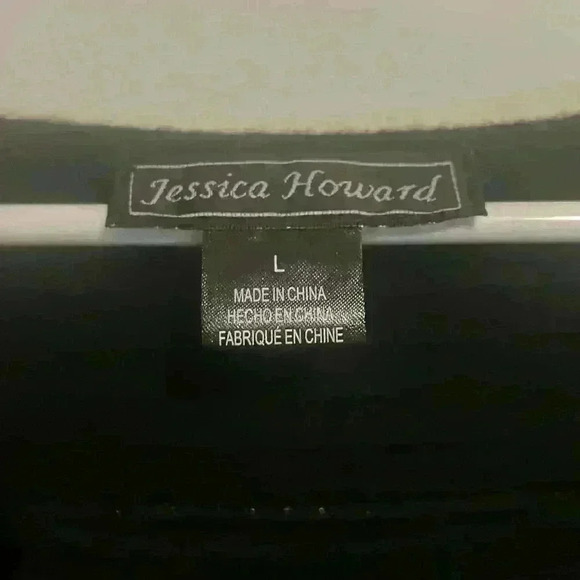 Jessica Howard
L
MADE IN CHINA
HECHO EN CHINA
FABRIQUÉ EN CHINE